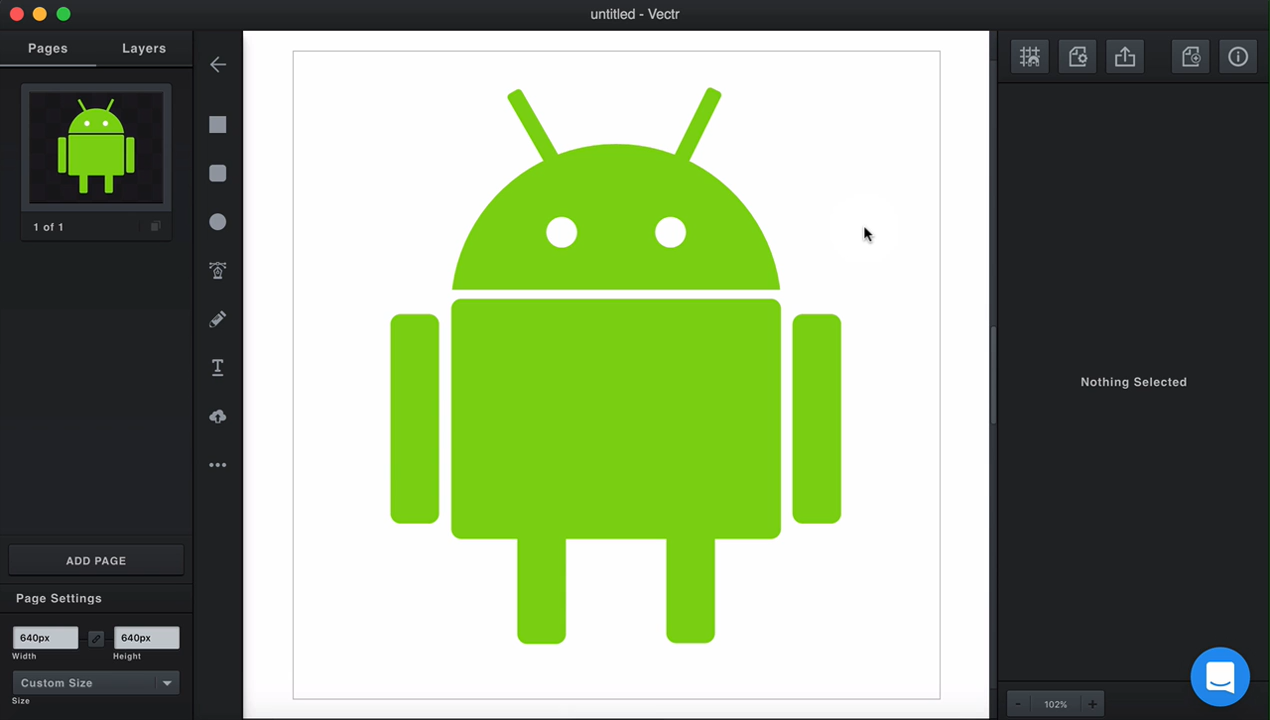 untitled - Vectr
Pages
Layers
1 of 1
T
Nothing Selected
ADD PAGE
Page Settings
640px
640px
Width
Height
Custom Size
Size
- 102% +